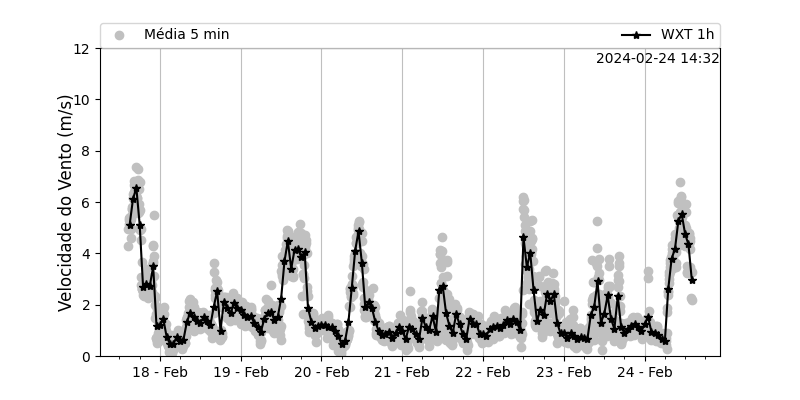 Média 5 min
WXT 1h
2024-02-24 14:32
Velocidade do Vento (m/s)
12
10
8
6
4
2
0
18 - Feb
19 - Feb
20 - Feb
21 - Feb
22 - Feb
23 - Feb
24 - Feb